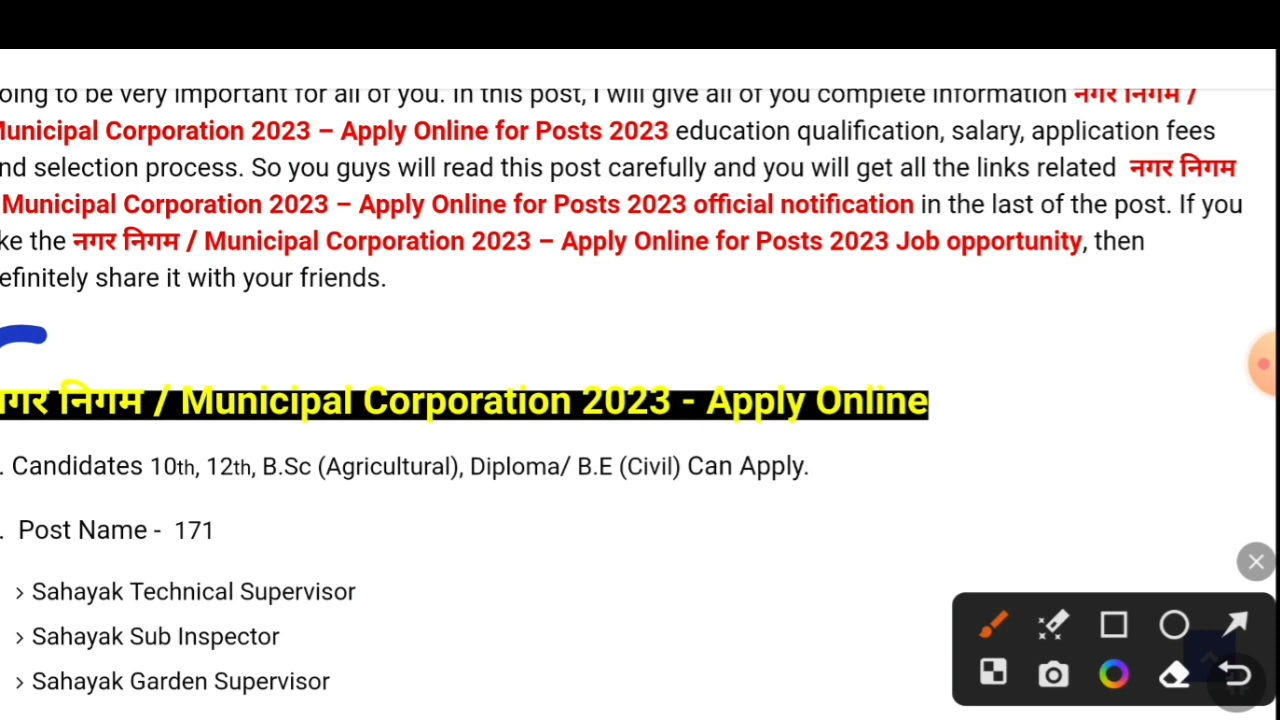 oing to be very important for all of you. In this post, I will give all of you complete information नगर निगम /
Municipal Corporation 2023 – Apply Online for Posts 2023 education qualification, salary, application fees
nd selection process. So you guys will read this post carefully and you will get all the links related नगर निगम
Municipal Corporation 2023 – Apply Online for Posts 2023 official notification in the last of the post. If you
ke the नगर निगम / Municipal Corporation 2023 – Apply Online for Posts 2023 Job opportunity, then
efinitely share it with your friends.
नगर निगम / Municipal Corporation 2023 - Apply Online
. Candidates 10th, 12th, B.Sc (Agricultural), Diploma/ B.E (Civil) Can Apply.
. Post Name - 171
› Sahayak Technical Supervisor
› Sahayak Sub Inspector
› Sahayak Garden Supervisor